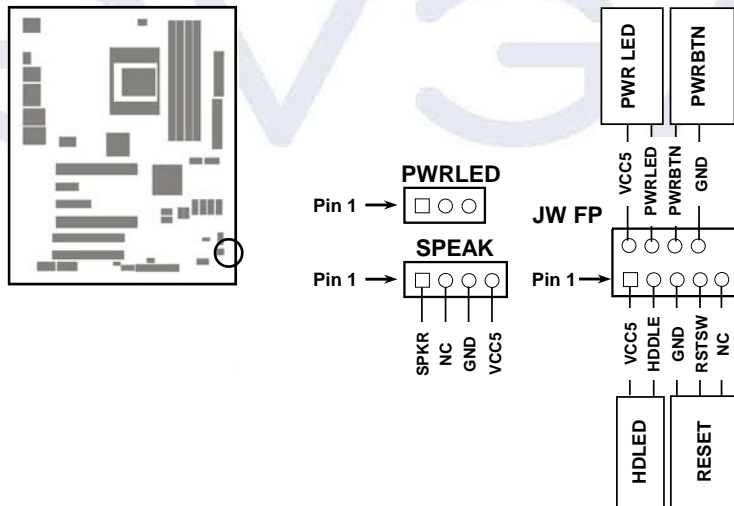 PWR LED
PWRBTN
VCC5
PWRLED
PWRBTN
GND
PWRLED
Pin 1
JW FP
SPEAK
Pin 1
Pin 1
SPKR
NC
GND
VCC5
VCC5
HDDLE
GND
RSTSW
NC
HDLED
RESET